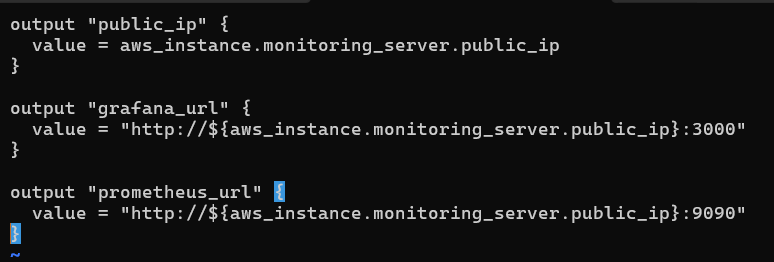 output "public_ip" {
  value = aws_instance.monitoring_server.public_ip
}

output "grafana_url" {
  value = "http://${aws_instance.monitoring_server.public_ip}:3000"
}

output "prometheus_url" {
  value = "http://${aws_instance.monitoring_server.public_ip}:9090"
}
~